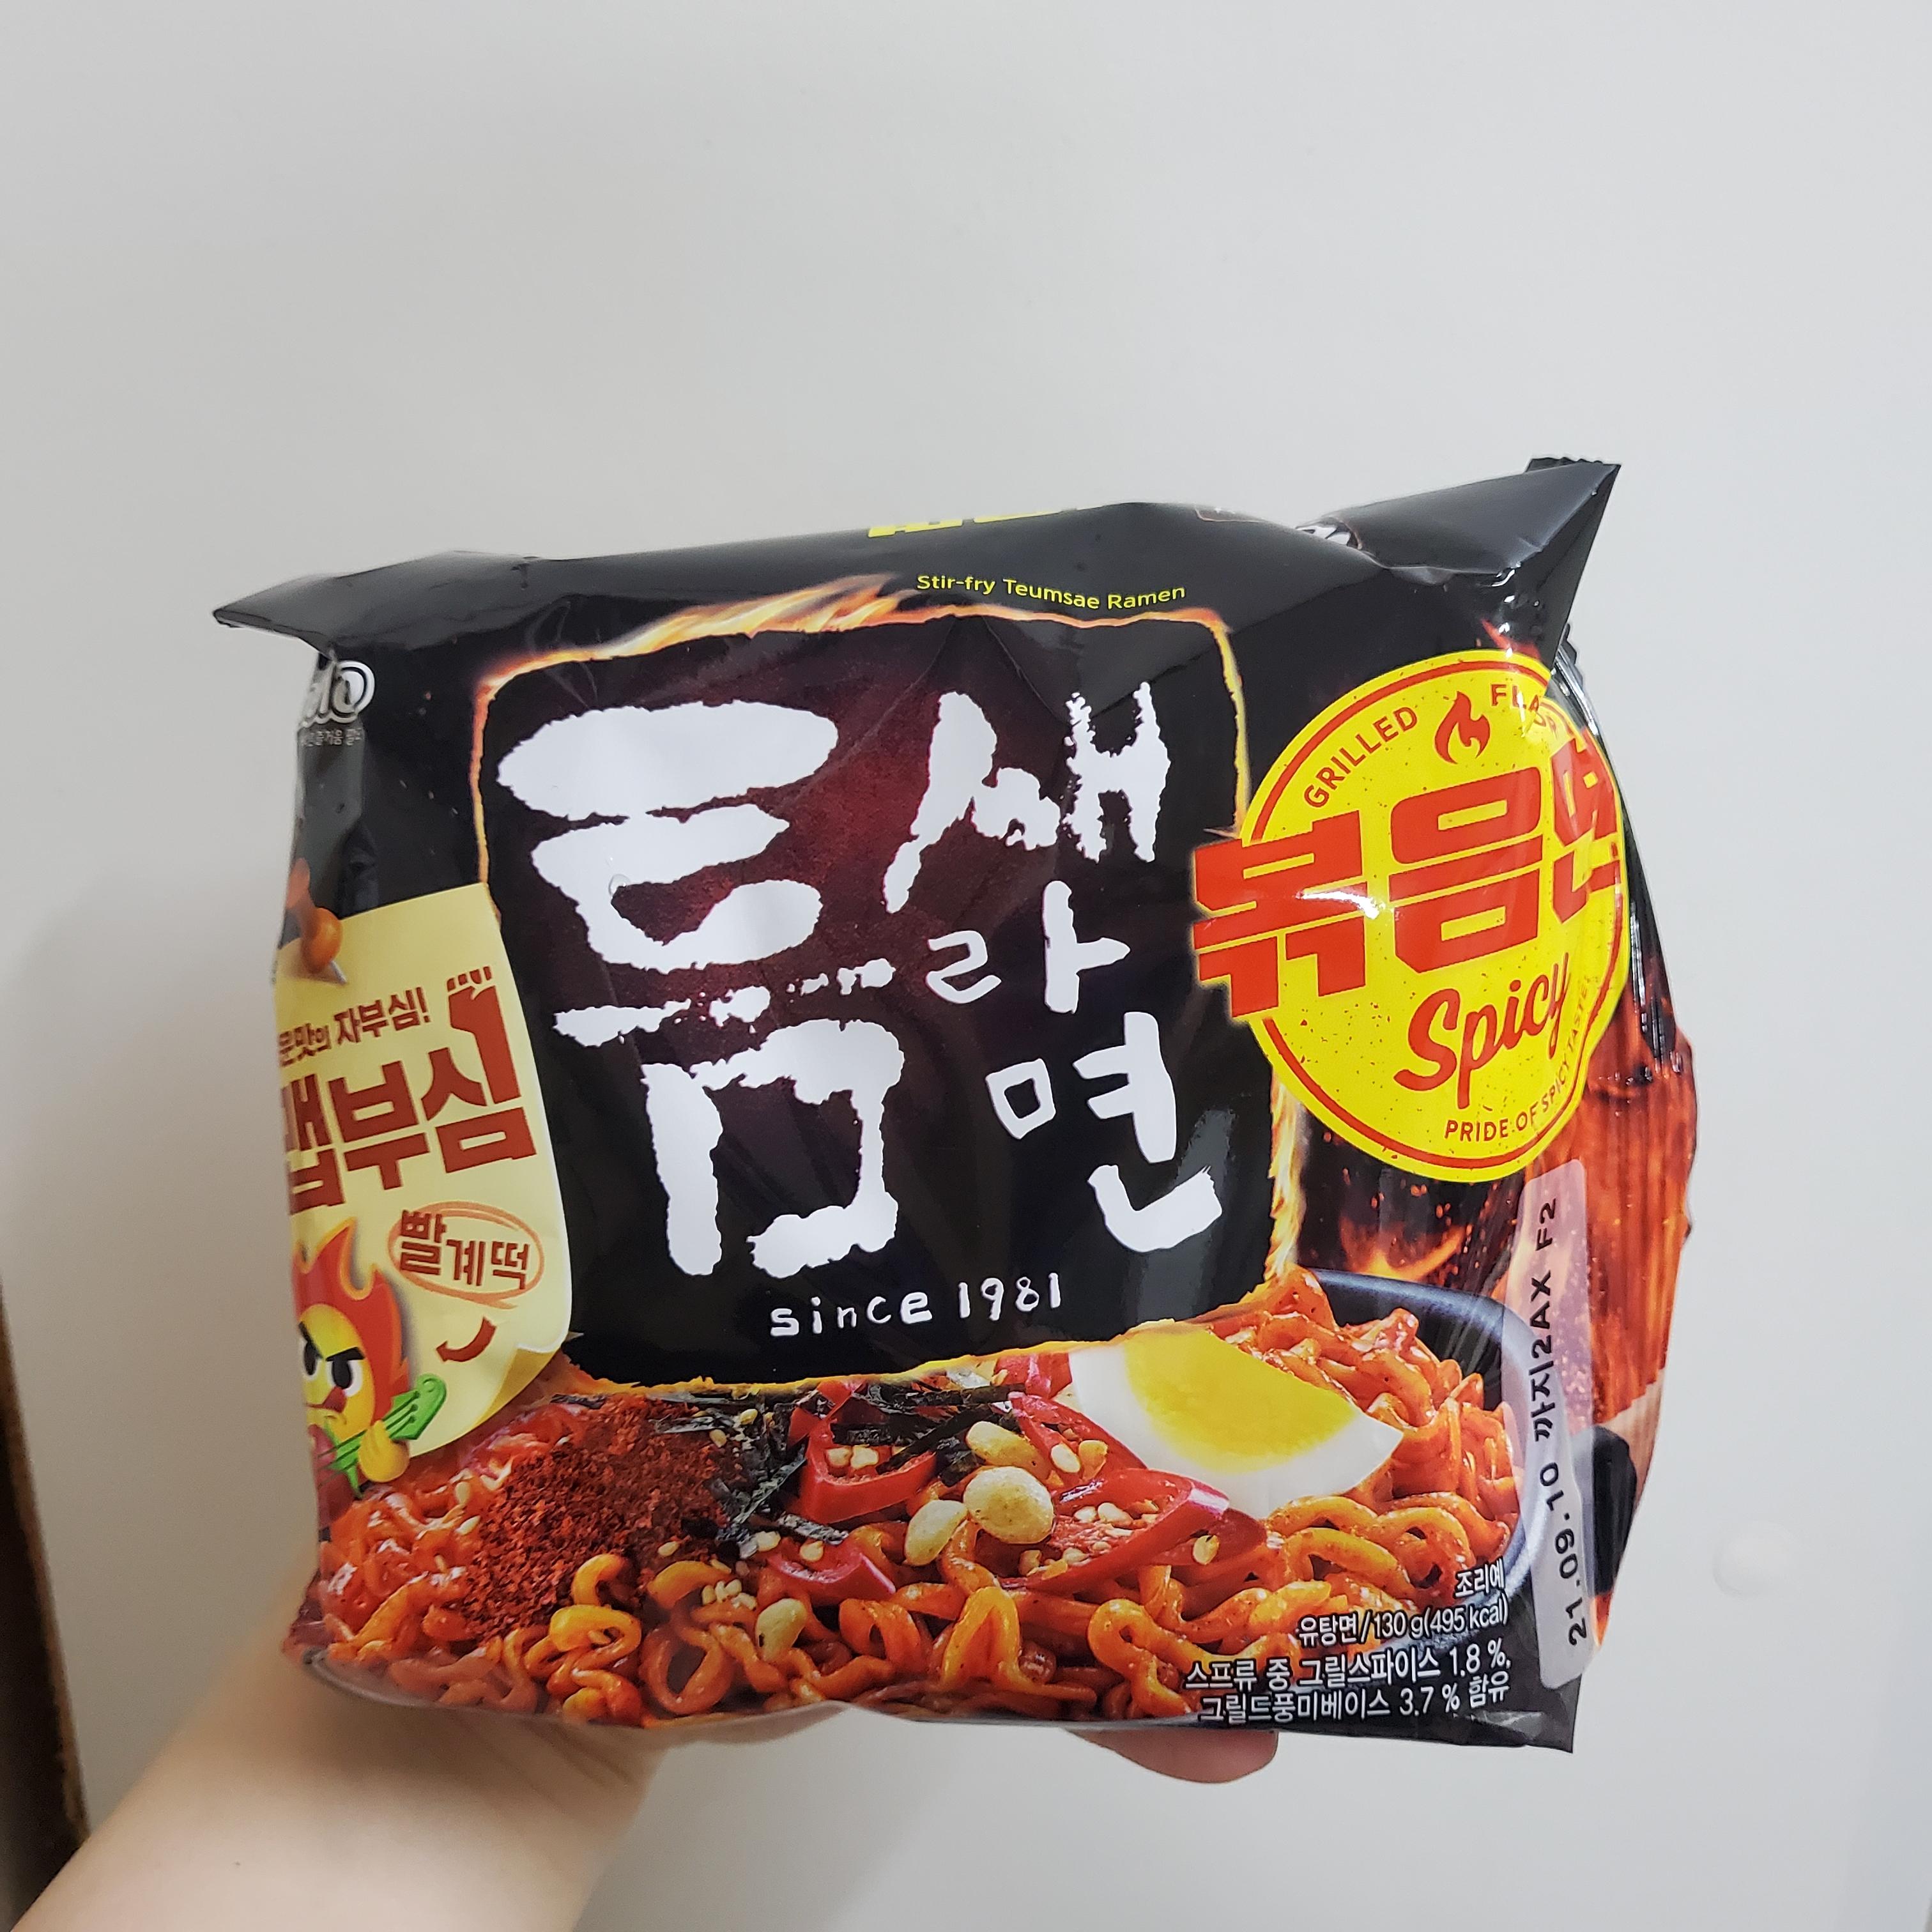 Stir-fry Teumsae Ramen
틈새
라면
since 1981
GRILLED
볶음면
Spicy
PRIDE OF SPICY TASTE!
자부심!
맵부심
빨계떡
조리예
유탕면/130 g(495 kcal)
스프류 중 그릴스파이스 1.8 %,
그릴드풍미베이스 3.7 % 함유
21.09.10 까지2AX F2